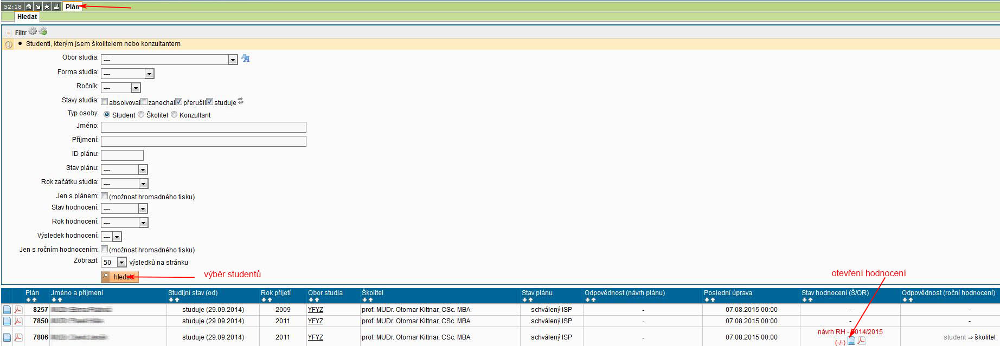 52:18 Plán
Hledat
Filtr
Studenti, kterým jsem školitelem nebo konzultantem
Obor studia: ---
Forma studia: ---
Ročník: ---
Stavy studia: absolvoval zanechal přerušil studuje
Typ osoby: Student Školitel Konzultant
Jméno:
Příjmení:
ID plánu:
Stav plánu: ---
Rok začátku studia: ---
Jen s plánem: (možnost hromadného tisku)
Stav hodnocení: ---
Rok hodnocení: ---
Výsledek hodnocení: ---
Jen s ročním hodnocením: (možnost hromadného tisku)
Zobrazit: 50 výsledků na stránku
hledat výběr studentů
otevření hodnocení
Plán Jméno a příjmení Studijní stav (od) Rok přijetí Obor studia Školitel Stav plánu Odpovědnost (návrh plánu) Poslední úprava Stav hodnocení (Š/OR) Odpovědnost (roční hodnocení)
8257 studuje (29.09.2014) 2009 YFYZ prof. MUDr. Otomar Kittnar, CSc. MBA schválený ISP - 07.08.2015 00:00 - -
7850 studuje (29.09.2014) 2011 YFYZ prof. MUDr. Otomar Kittnar, CSc. MBA schválený ISP - 07.08.2015 00:00 - -
7806 studuje (29.09.2014) 2011 YFYZ prof. MUDr. Otomar Kittnar, CSc. MBA schválený ISP - 07.08.2015 00:00 návrh RH - 2014/2015 student ⇒ školitel
(-/-)